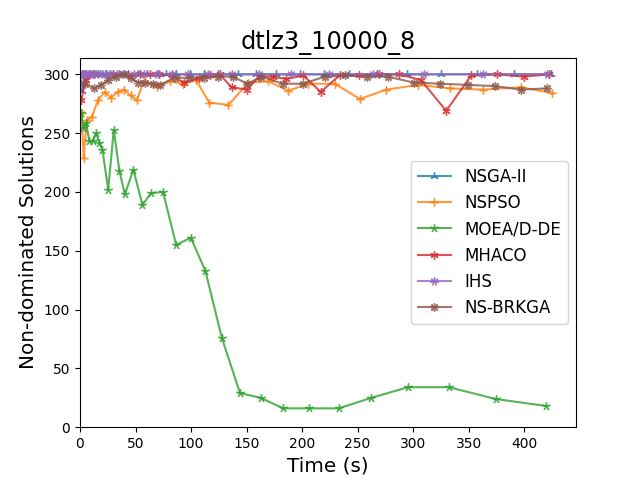 dtlz3_10000_8
Non-dominated Solutions
300
250
200
150
100
50
0
NSGA-II
NSPSO
MOEA/D-DE
MHACO
IHS
NS-BRKGA
0 50 100 150 200 250 300 350 400
Time (s)